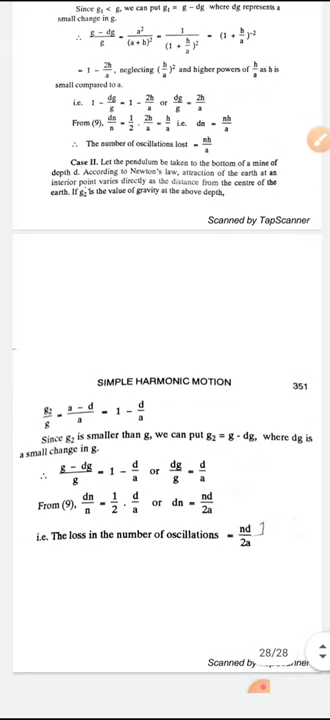 Since g₁ < g, we can put g₁ = g - dg where dg represents a
small change in g.
∴ (g - dg)/g = a²/(a + h)² = 1/(1 + h/a)² = (1 + h/a)⁻²
= 1 - 2h/a, neglecting (h/a)² and higher powers of h/a as h is
small compared to a.
i.e. 1 - dg/g = 1 - 2h/a or dg/g = 2h/a
From (9), dn/n = 1/2 · 2h/a = h/a i.e. dn = nh/a
∴ The number of oscillations lost = nh/a
Case II. Let the pendulum be taken to the bottom of a mine of
depth d. According to Newton's law, attraction of the earth at an
interior point varies directly as the distance from the centre of the
earth. If g₂ is the value of gravity at the above depth,
Scanned by TapScanner
SIMPLE HARMONIC MOTION 351
g₂/g = (a - d)/a = 1 - d/a
Since g₂ is smaller than g, we can put g₂ = g - dg, where dg is
a small change in g.
∴ (g - dg)/g = 1 - d/a or dg/g = d/a
From (9), dn/n = 1/2 · d/a or dn = nd/2a
i.e. The loss in the number of oscillations = nd/2a
28/28
Scanned by